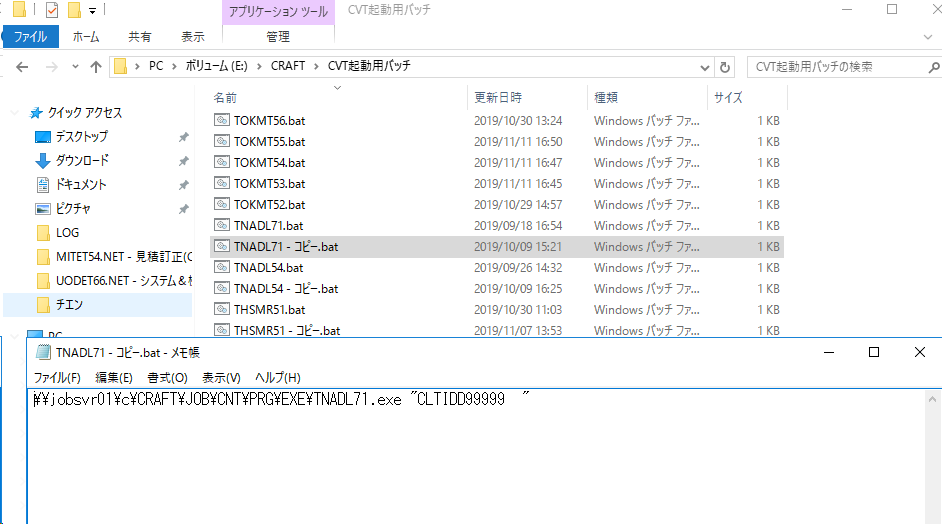 アプリケーション ツール CVT起動用バッチ
ファイル ホーム 共有 表示 管理
PC ボリューム (E:) CRAFT CVT起動用バッチ CVT起動用バッチの検索
名前 更新日時 種類 サイズ
クイック アクセス
デスクトップ
ダウンロード
ドキュメント
ピクチャ
LOG
MITET54.NET - 見積訂正(C
UODET66.NET - システム&
チエン
PC
TOKMT56.bat 2019/10/30 13:24 Windows バッチ ファ... 1 KB
TOKMT55.bat 2019/11/11 16:50 Windows バッチ ファ... 1 KB
TOKMT54.bat 2019/11/11 16:47 Windows バッチ ファ... 1 KB
TOKMT53.bat 2019/11/11 16:45 Windows バッチ ファ... 1 KB
TOKMT52.bat 2019/10/29 14:57 Windows バッチ ファ... 1 KB
TNADL71.bat 2019/09/18 16:54 Windows バッチ ファ... 1 KB
TNADL71 - コピー.bat 2019/10/09 15:21 Windows バッチ ファ... 1 KB
TNADL54.bat 2019/09/26 14:32 Windows バッチ ファ... 1 KB
TNADL54 - コピー.bat 2019/10/09 16:25 Windows バッチ ファ... 1 KB
THSMR51.bat 2019/10/30 11:03 Windows バッチ ファ... 1 KB
THSMR51 - コピー.bat 2019/11/07 13:53 Windows バッチ ファ... 1 KB
TNADL71 - コピー.bat - メモ帳
ファイル(F) 編集(E) 書式(O) 表示(V) ヘルプ(H)
¥¥jobsvr01¥c¥CRAFT¥JOB¥CNT¥PRG¥EXE¥TNADL71.exe "CLTIDD99999  "